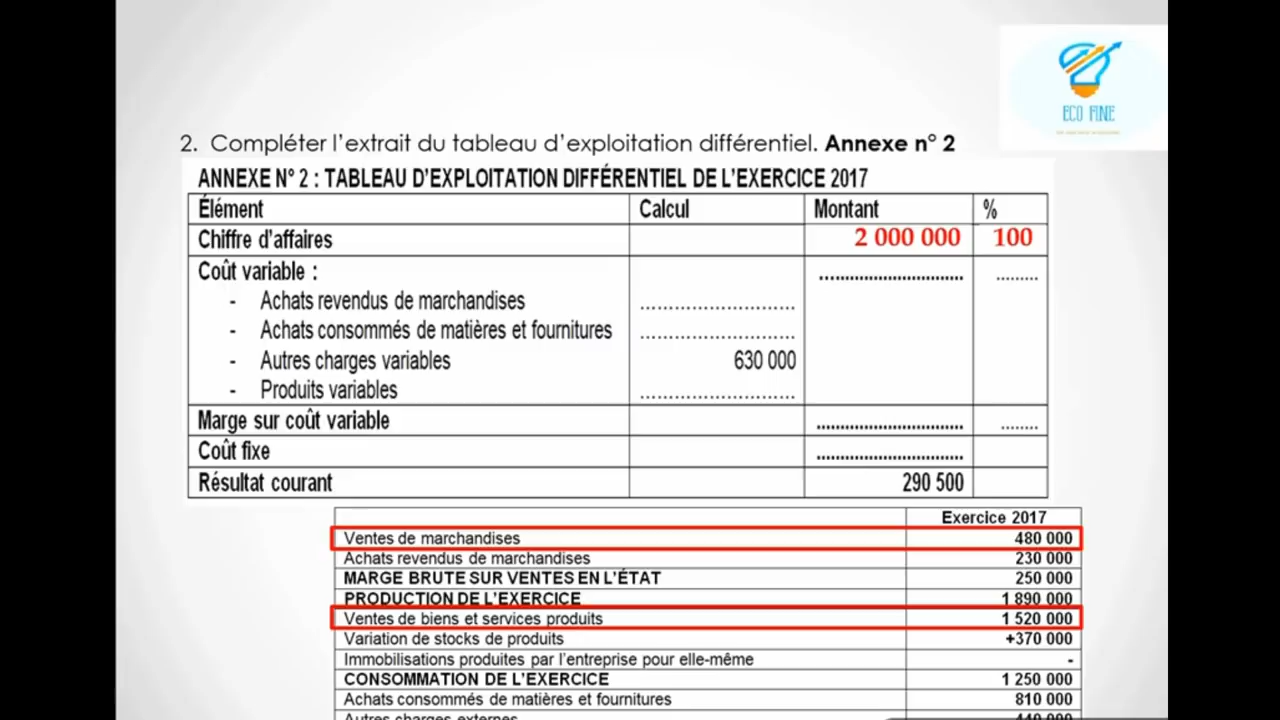 ECO FINE
2. Compléter l'extrait du tableau d'exploitation différentiel. Annexe n° 2
ANNEXE N° 2 : TABLEAU D'EXPLOITATION DIFFÉRENTIEL DE L'EXERCICE 2017
Élément Calcul Montant %
Chiffre d'affaires 2 000 000 100
Coût variable : .............................. .........
- Achats revendus de marchandises ..............................
- Achats consommés de matières et fournitures ..............................
- Autres charges variables 630 000
- Produits variables ..............................
Marge sur coût variable .............................. ........
Coût fixe ..............................
Résultat courant 290 500
Exercice 2017
Ventes de marchandises 480 000
Achats revendus de marchandises 230 000
MARGE BRUTE SUR VENTES EN L'ÉTAT 250 000
PRODUCTION DE L'EXERCICE 1 890 000
Ventes de biens et services produits 1 520 000
Variation de stocks de produits +370 000
Immobilisations produites par l'entreprise pour elle-même -
CONSOMMATION DE L'EXERCICE 1 250 000
Achats consommés de matières et fournitures 810 000
Autres charges externes 440 000